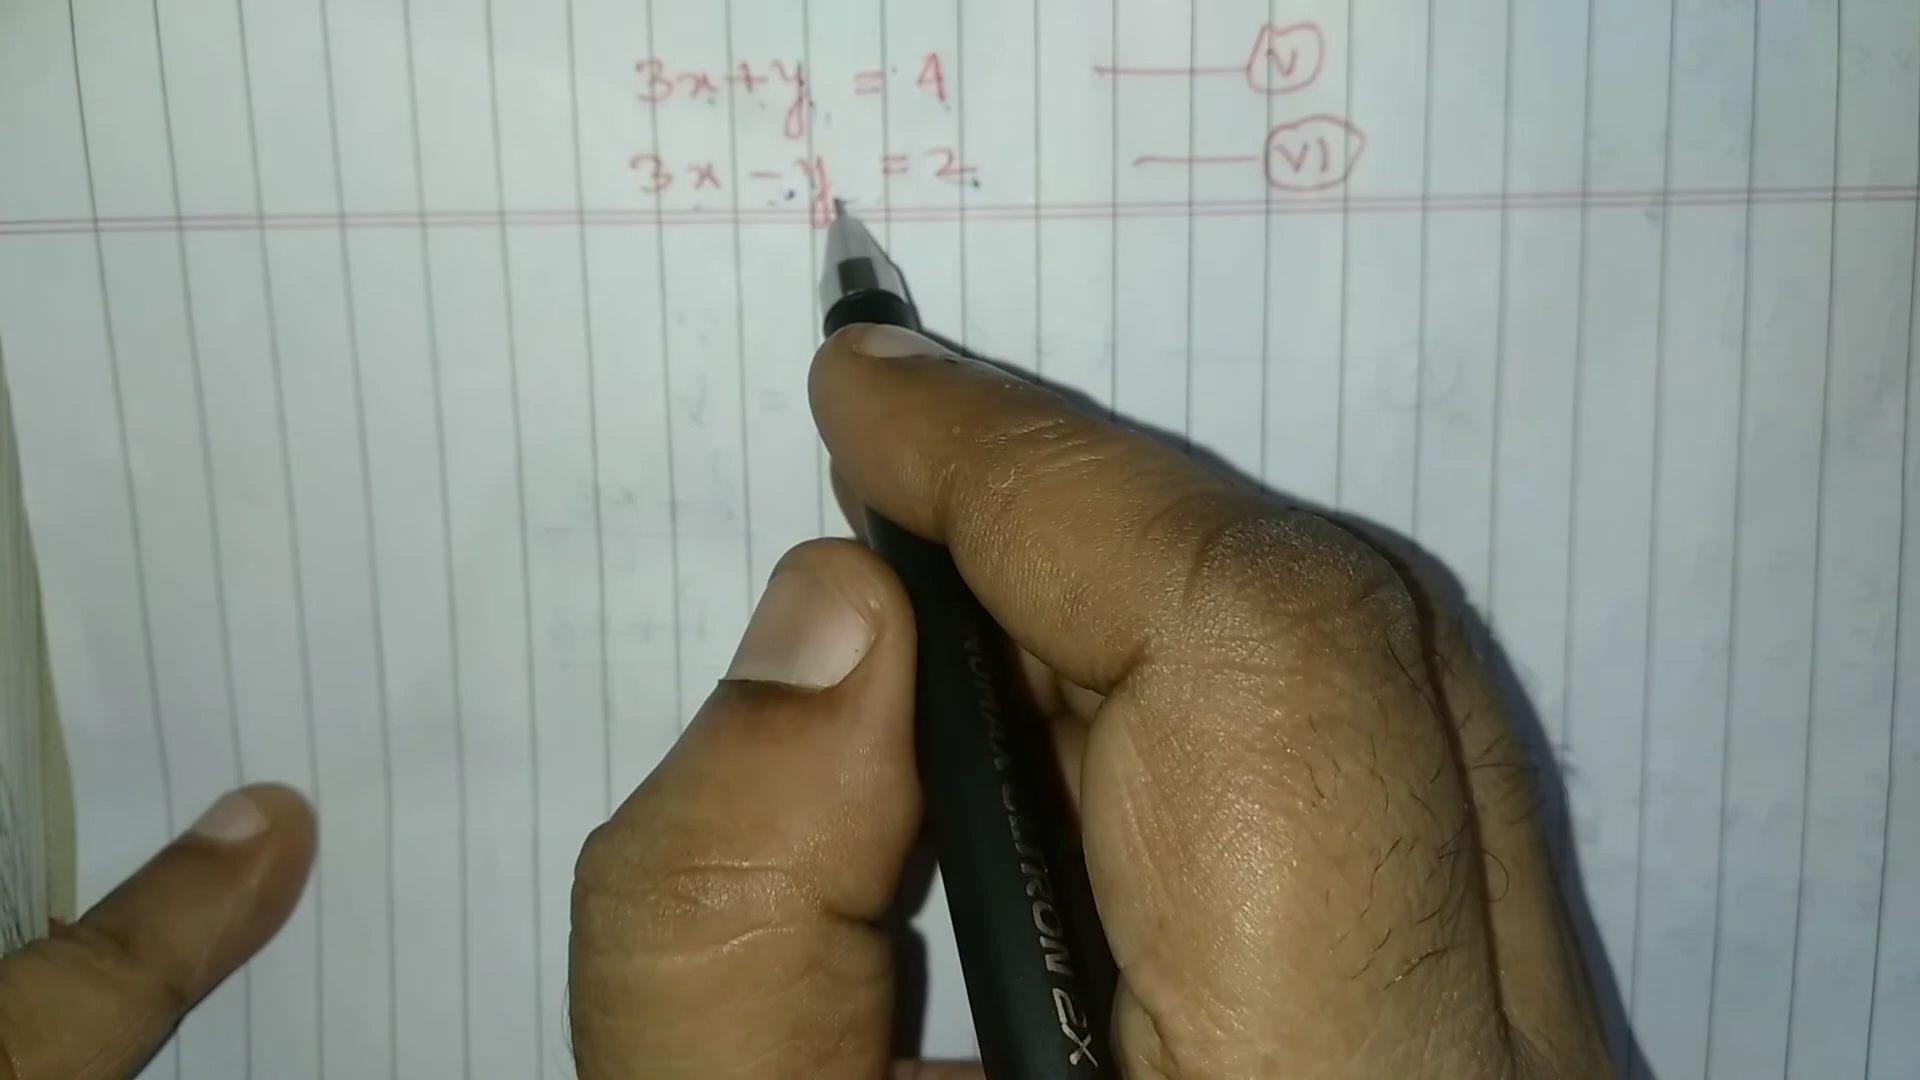 3x+y = 4 —— V
3x - y = 2 —— VI